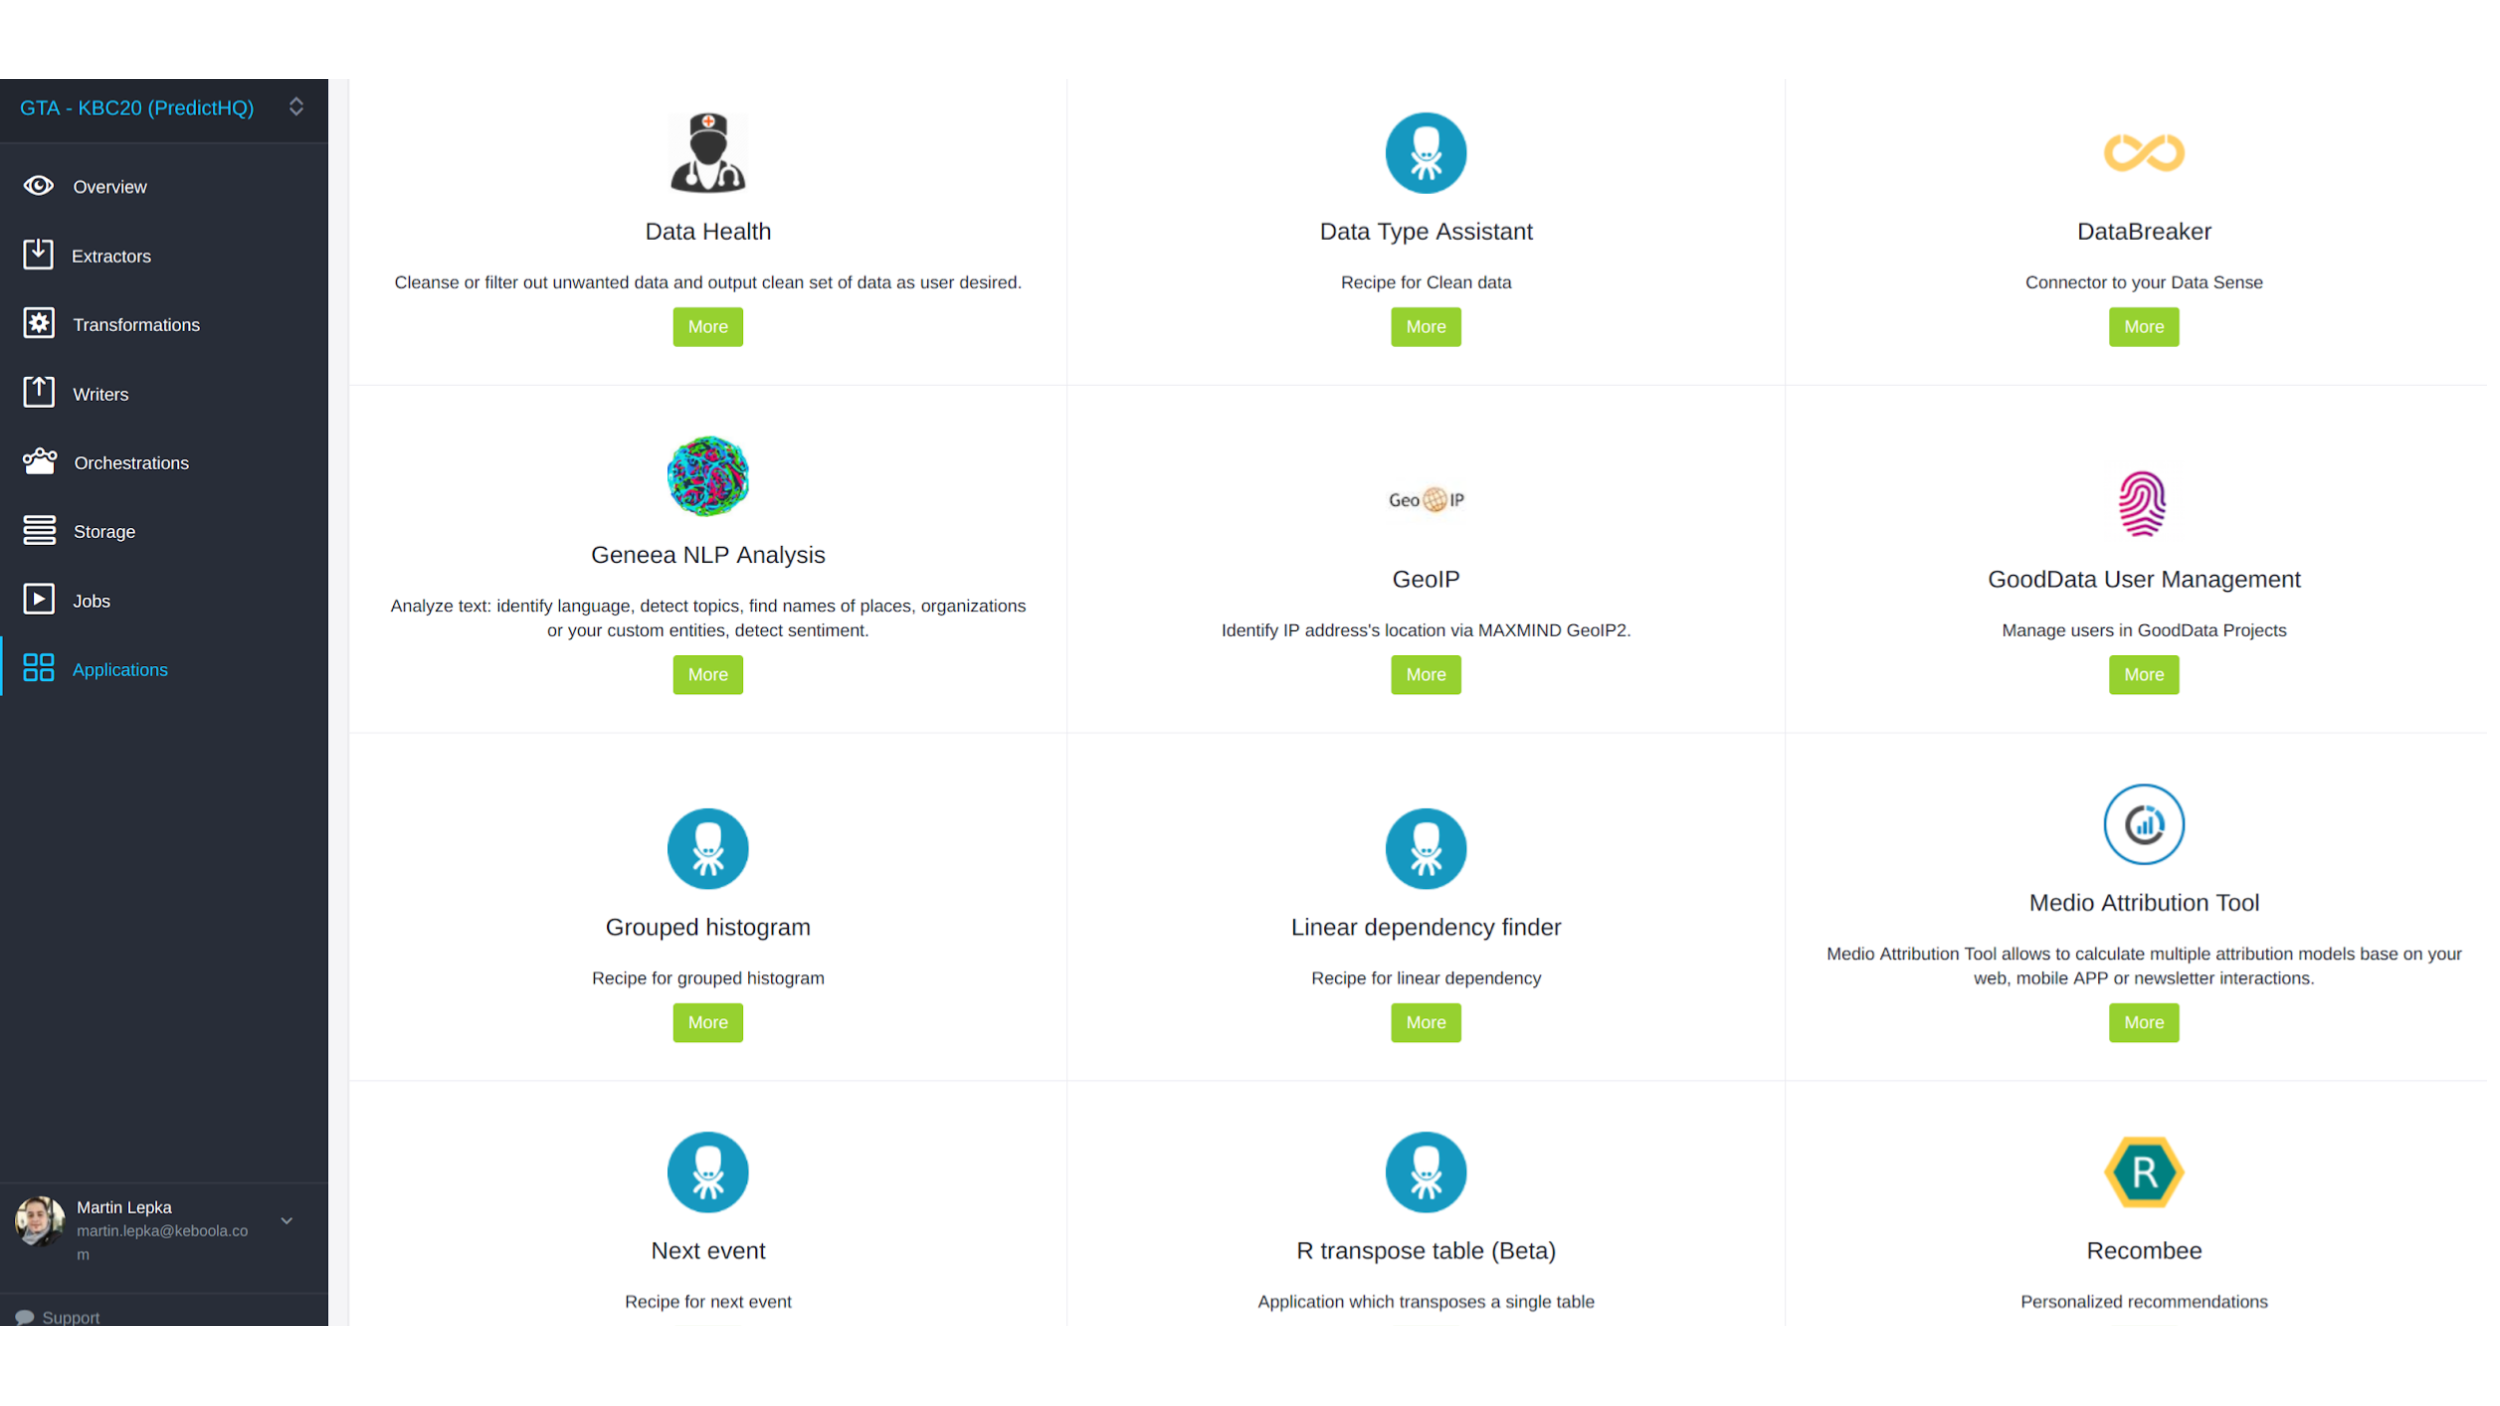 GTA - KBC20 (PredictHQ)
Overview
Extractors
Transformations
Writers
Orchestrations
Storage
Jobs
Applications
Martin Lepka
martin.lepka@keboola.co
m
Support
Data Health
Cleanse or filter out unwanted data and output clean set of data as user desired.
More
Data Type Assistant
Recipe for Clean data
More
DataBreaker
Connector to your Data Sense
More
Geneea NLP Analysis
Analyze text: identify language, detect topics, find names of places, organizations
or your custom entities, detect sentiment.
More
Geo IP
GeoIP
Identify IP address's location via MAXMIND GeoIP2.
More
GoodData User Management
Manage users in GoodData Projects
More
Grouped histogram
Recipe for grouped histogram
More
Linear dependency finder
Recipe for linear dependency
More
Medio Attribution Tool
Medio Attribution Tool allows to calculate multiple attribution models base on your
web, mobile APP or newsletter interactions.
More
Next event
Recipe for next event
R transpose table (Beta)
Application which transposes a single table
R
Recombee
Personalized recommendations